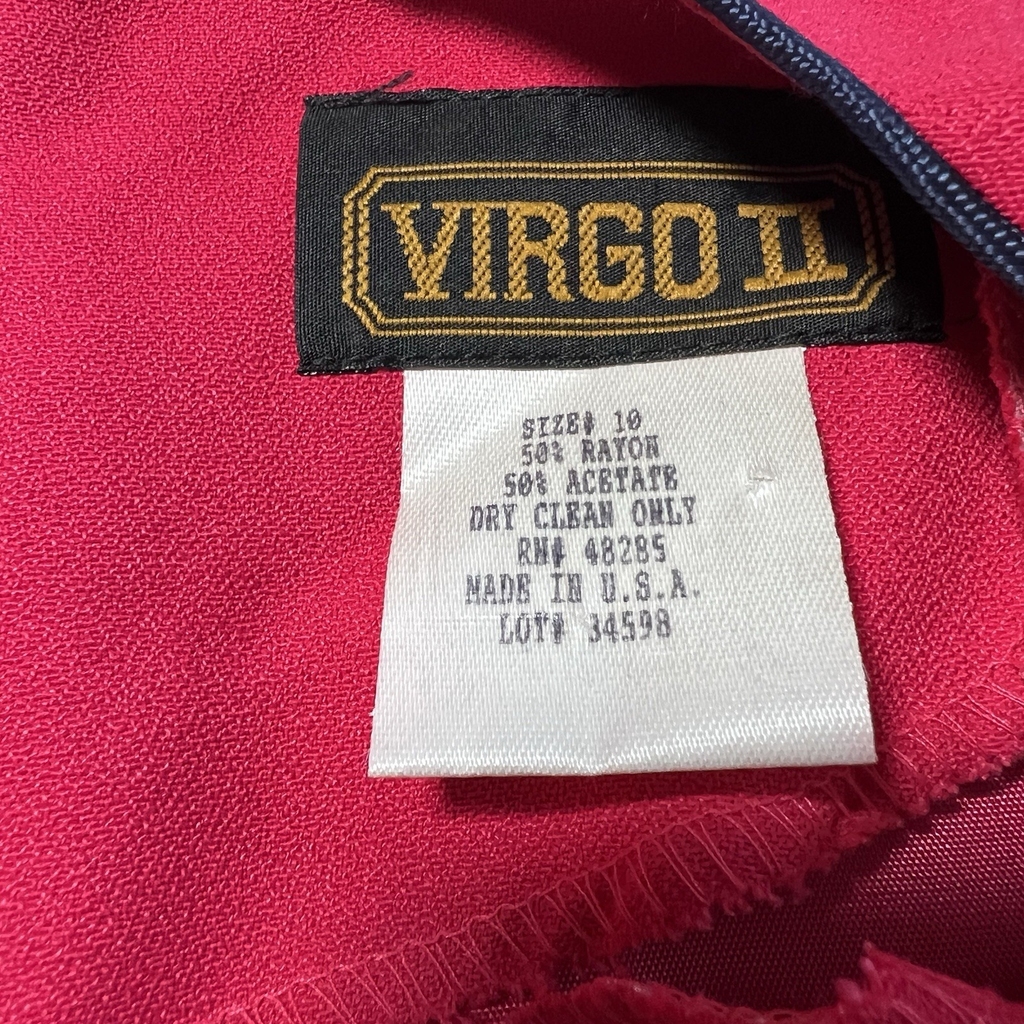 VIRGO II
SIZE# 10
50% RAYON
50% ACETATE
DRY CLEAN ONLY
RN# 48285
MADE IN U.S.A.
LOT# 34598